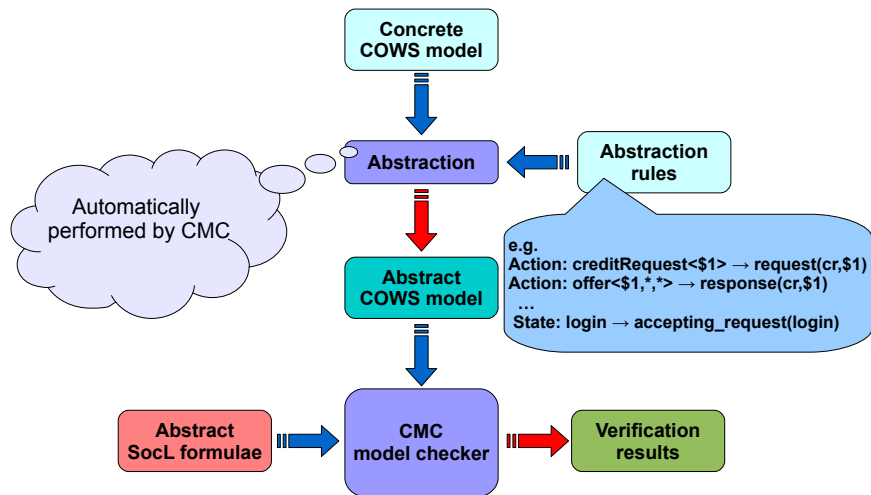 Concrete
COWS model
Abstraction
Abstraction
rules
Automatically
performed by CMC
e.g.
Action: creditRequest<$1> → request(cr,$1)
Action: offer<$1,*,*> → response(cr,$1)
...
State: login → accepting_request(login)
Abstract
COWS model
Abstract
SocL formulae
CMC
model checker
Verification
results